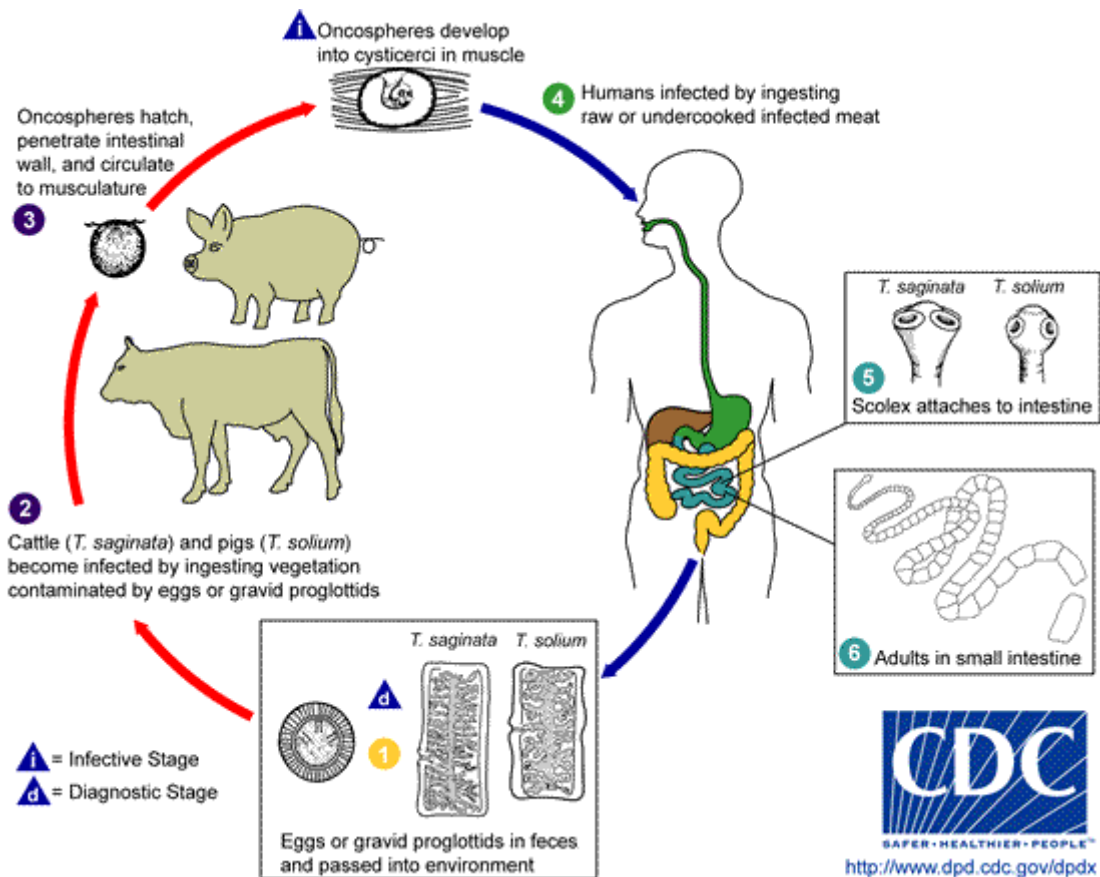 i
Oncospheres develop
into cysticerci in muscle
4
Humans infected by ingesting
raw or undercooked infected meat
Oncospheres hatch,
penetrate intestinal
wall, and circulate
to musculature
3
T. saginata T. solium
5
Scolex attaches to intestine
2
Cattle (T. saginata) and pigs (T. solium)
become infected by ingesting vegetation
contaminated by eggs or gravid proglottids
6
Adults in small intestine
T. saginata T. solium
d
1
Eggs or gravid proglottids in feces
and passed into environment
i = Infective Stage
d = Diagnostic Stage
CDC
SAFER • HEALTHIER • PEOPLE™
http://www.dpd.cdc.gov/dpdx